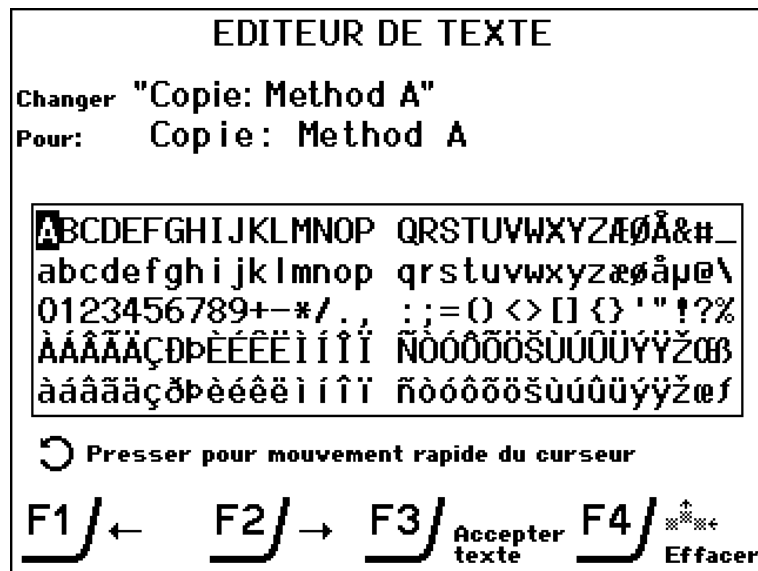 EDITEUR DE TEXTE
Changer "Copie: Method A"
Pour: Copie: Method A
ABCDEFGHIJKLMNOP QRSTUVWXYZÆØÅ&#_
abcdefghijklmnop qrstuvwxyzæøåµ@\
0123456789+-*/., :;=()<>[]{}'"!?%
ÀÁÂÃÄÇÐÞÈÉÊËÌÍÎÏ ÑÒÓÔÕÖŠÙÚÛÜÝŸŽŒß
àáâãäçðÞèéêëìíîï ñòóôõöšùúûüýÿžœƒ
Presser pour mouvement rapide du curseur
F1 ← F2 → F3 Accepter texte F4 Effacer